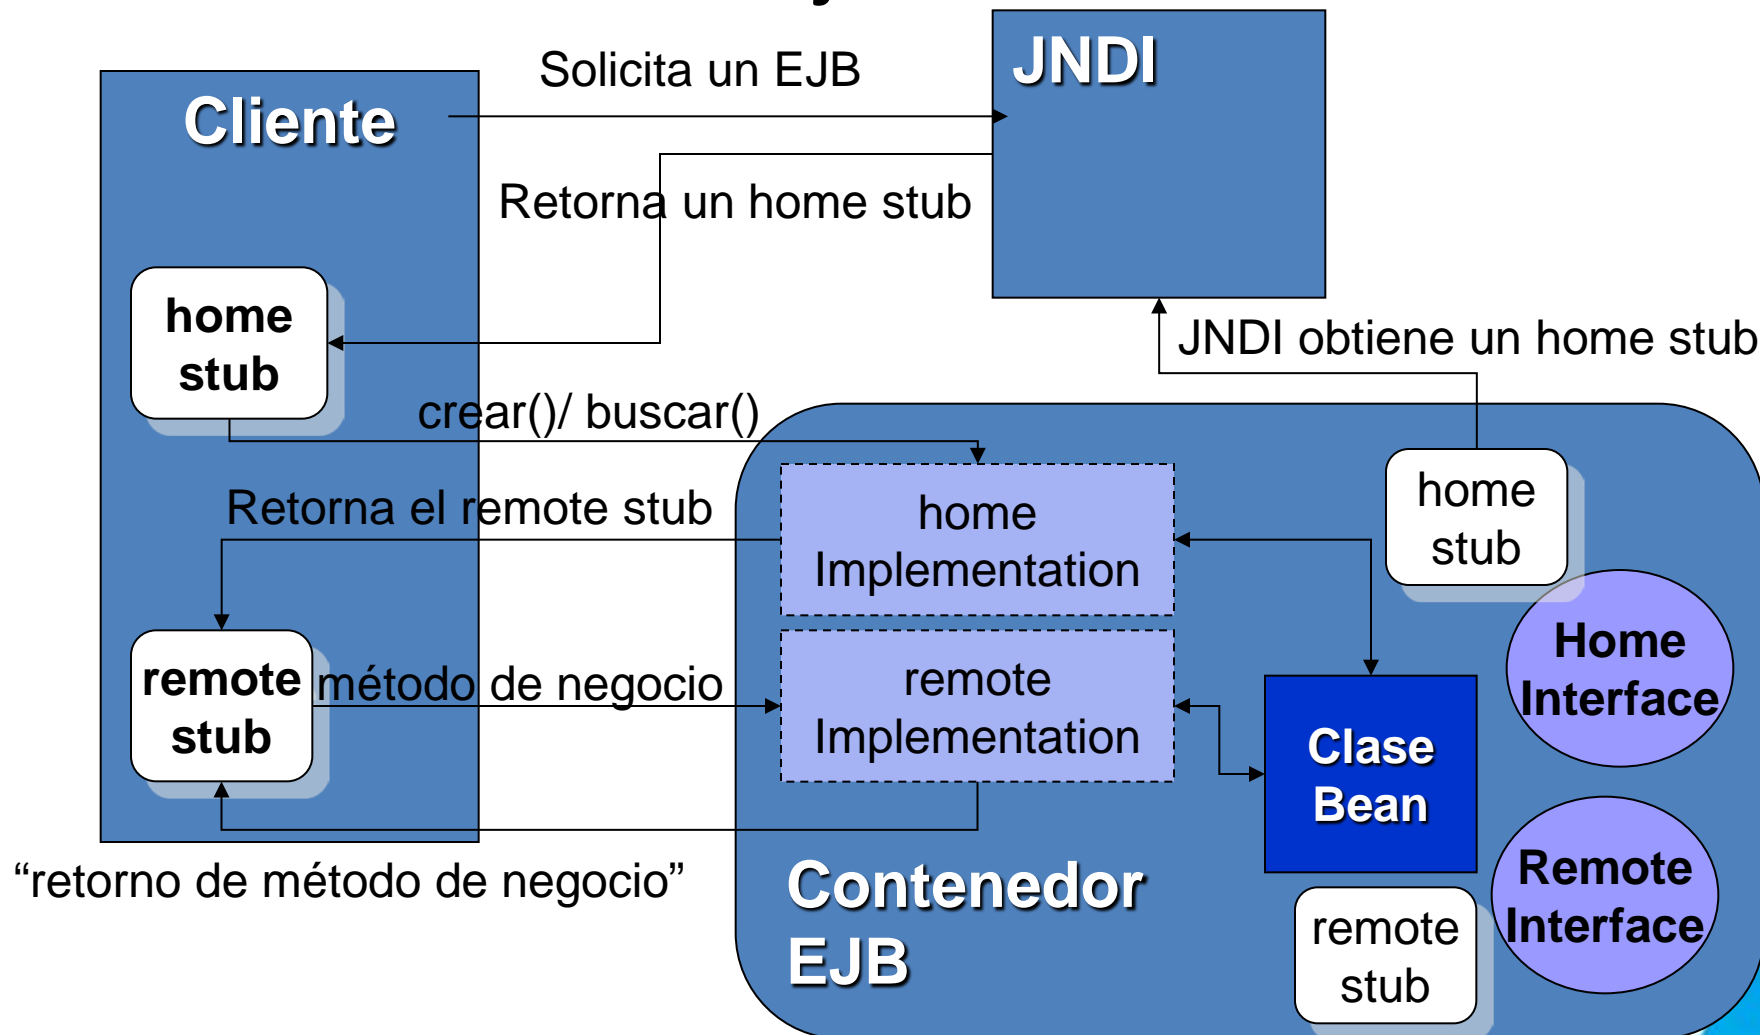 Solicita un EJB
JNDI
Cliente
Retorna un home stub
home
stub
JNDI obtiene un home stub
crear()/ buscar()
Retorna el remote stub
home
Implementation
home
stub
remote
stub
método de negocio
remote
Implementation
Home
Interface
Clase
Bean
"retorno de método de negocio"
Contenedor
EJB
Remote
Interface
remote
stub